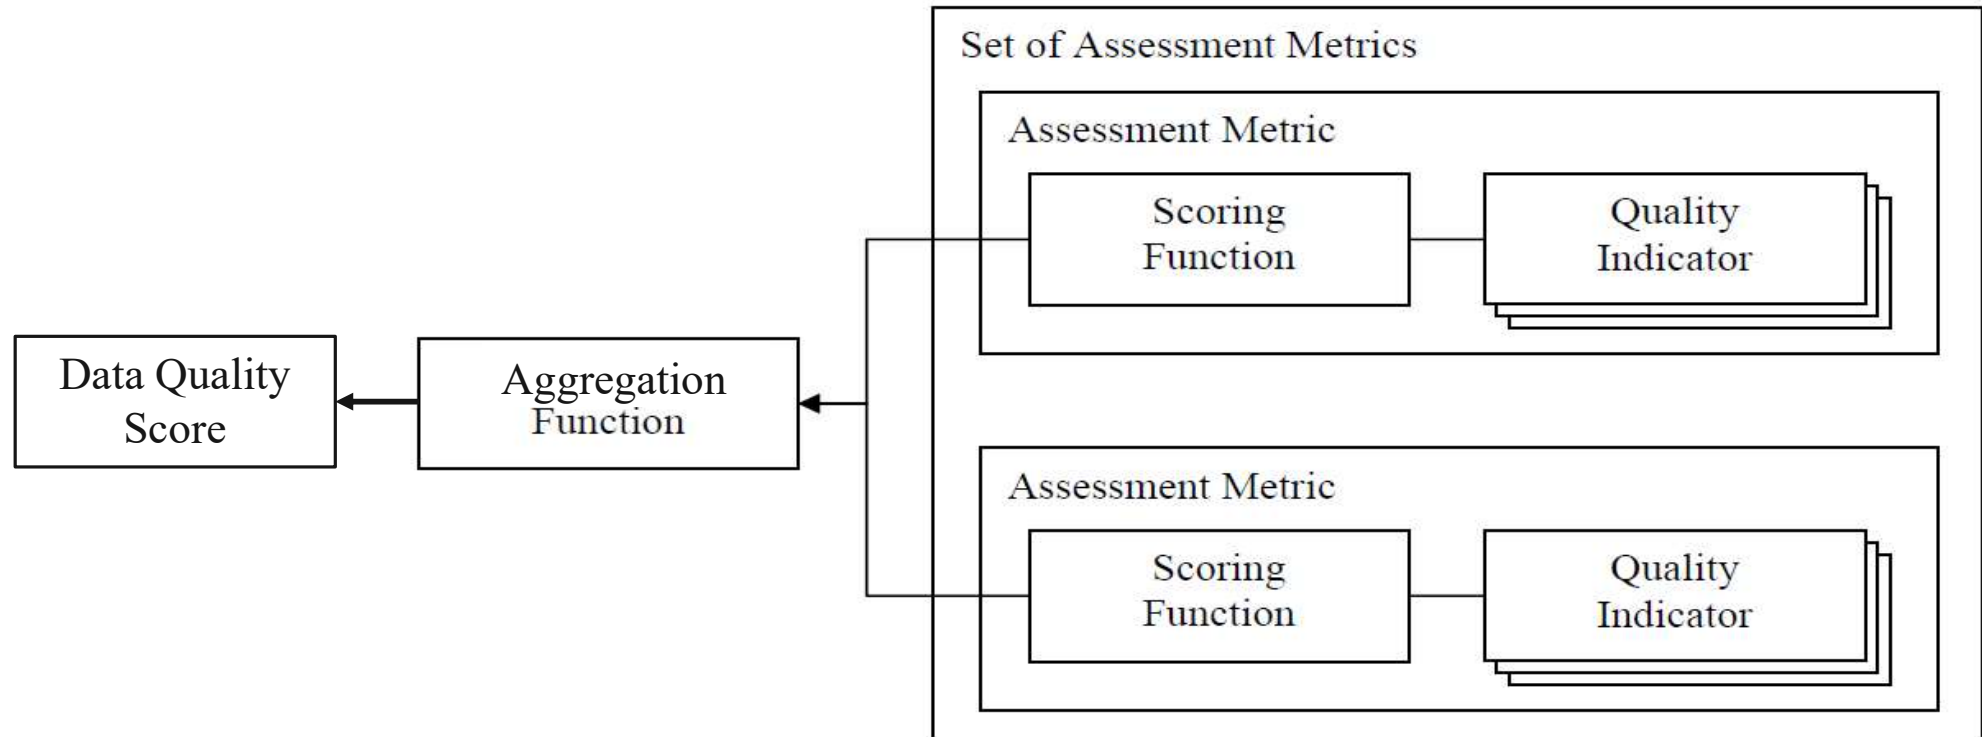 Set of Assessment Metrics
Assessment Metric
Scoring
Function
Quality
Indicator
Data Quality
Score
Aggregation
Function
Assessment Metric
Scoring
Function
Quality
Indicator